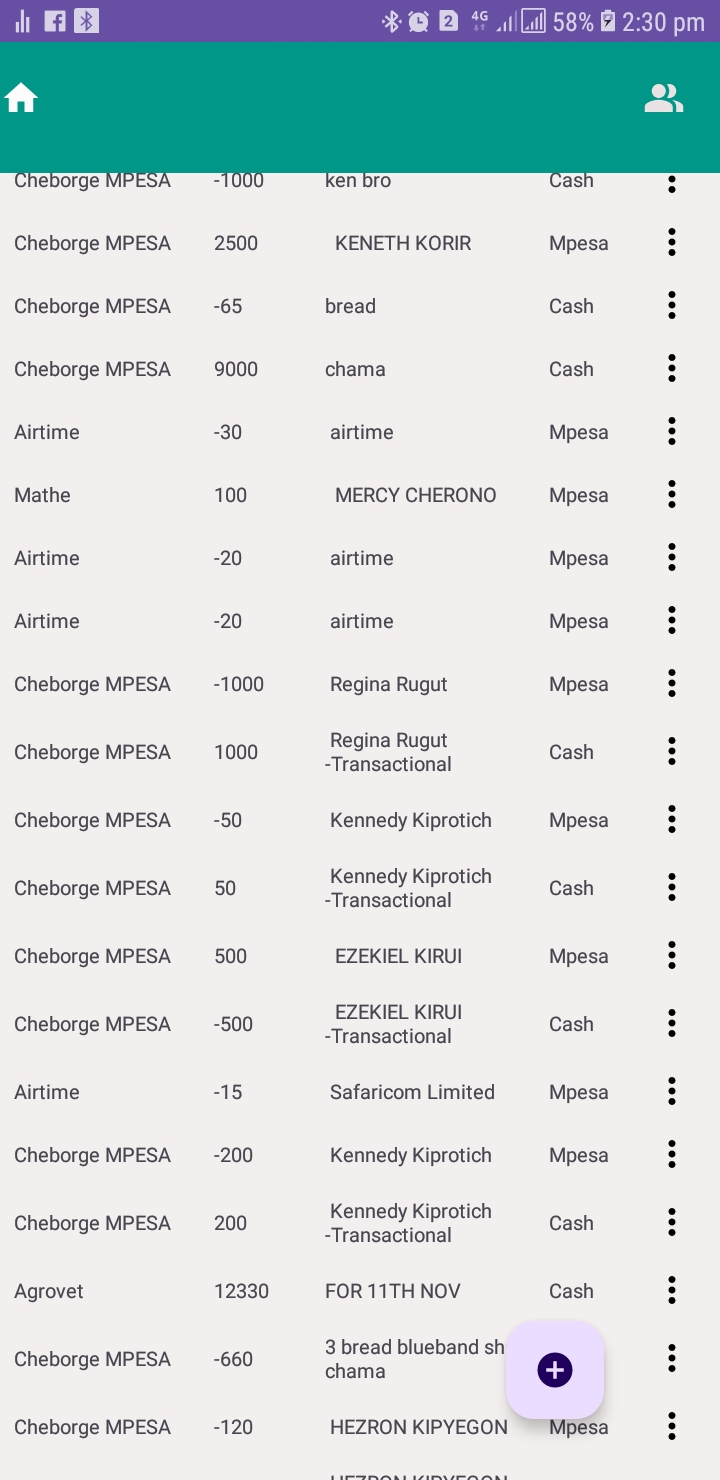 4G 58% 2:30 pm
2
Cheborge MPESA -1000 ken bro Cash
Cheborge MPESA 2500 KENETH KORIR Mpesa
Cheborge MPESA -65 bread Cash
Cheborge MPESA 9000 chama Cash
Airtime -30 airtime Mpesa
Mathe 100 MERCY CHERONO Mpesa
Airtime -20 airtime Mpesa
Airtime -20 airtime Mpesa
Cheborge MPESA -1000 Regina Rugut Mpesa
Cheborge MPESA 1000 Regina Rugut
-Transactional Cash
Cheborge MPESA -50 Kennedy Kiprotich Mpesa
Cheborge MPESA 50 Kennedy Kiprotich
-Transactional Cash
Cheborge MPESA 500 EZEKIEL KIRUI Mpesa
Cheborge MPESA -500 EZEKIEL KIRUI
-Transactional Cash
Airtime -15 Safaricom Limited Mpesa
Cheborge MPESA -200 Kennedy Kiprotich Mpesa
Cheborge MPESA 200 Kennedy Kiprotich
-Transactional Cash
Agrovet 12330 FOR 11TH NOV Cash
Cheborge MPESA -660 3 bread blueband sh
chama
Cheborge MPESA -120 HEZRON KIPYEGON Mpesa
HEZRON KIPYEGON